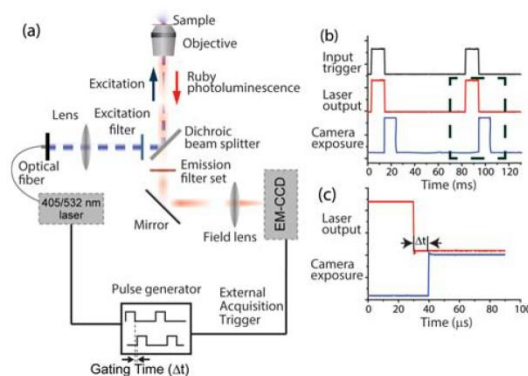 (a)
Sample
Objective
Excitation
Ruby
photoluminescence
Lens
Excitation
filter
Dichroic
beam splitter
Optical
fiber
Emission
filter set
405/532 nm
laser
Mirror
Field lens
EM-CCD
Pulse generator
External
Acquisition
Trigger
Gating Time (Δt)
(b)
Input
trigger
Laser
output
Camera
exposure
0 20 40 60 80 100 120
Time (ms)
(c)
Laser
output
Δt
Camera
exposure
0 20 40 60 80 100
Time (µs)